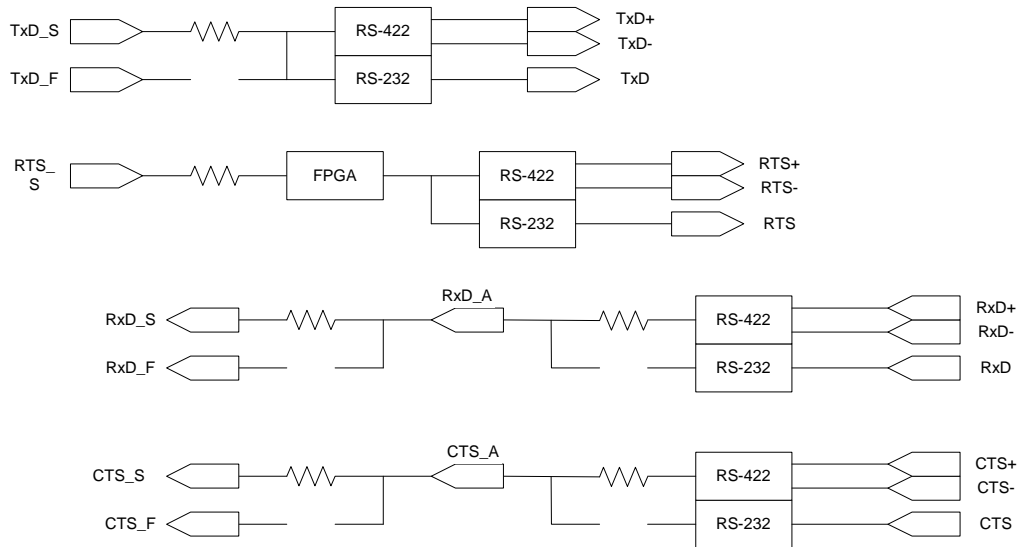 TxD_S
RS-422
TxD+
TxD-
TxD_F
RS-232
TxD
RTS_
S
FPGA
RS-422
RTS+
RTS-
RS-232
RTS
RxD_S
RxD_A
RS-422
RxD+
RxD-
RxD_F
RS-232
RxD
CTS_S
CTS_A
RS-422
CTS+
CTS-
CTS_F
RS-232
CTS